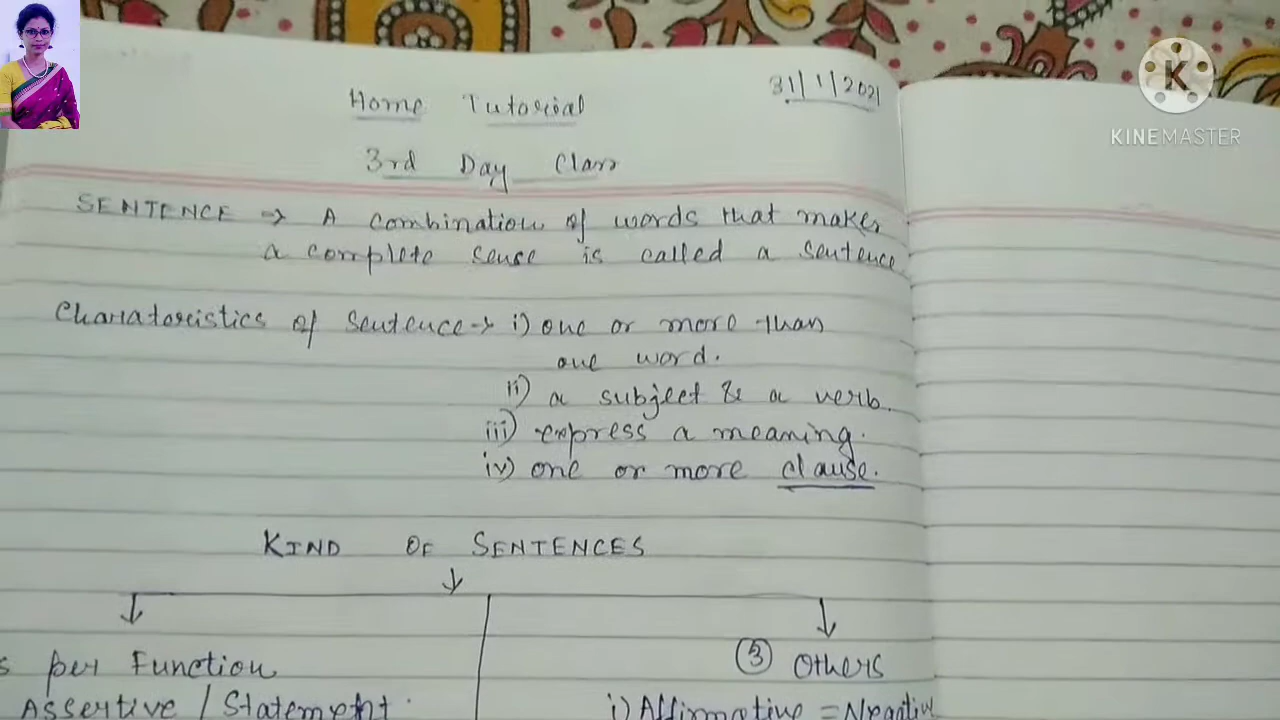 Home Tutorial
31/1/2021
KINEMASTER
3rd Day Class
SENTENCE → A combination of words that makes
a complete sense is called a sentence
Charatoristics of sentence → i) one or more than
one word.
ii) a subject & a verb.
iii) express a meaning.
iv) one or more clause.
KIND OF SENTENCES
per Function
③ Others
Assertive / Statement.
i) Affirmative = Negative